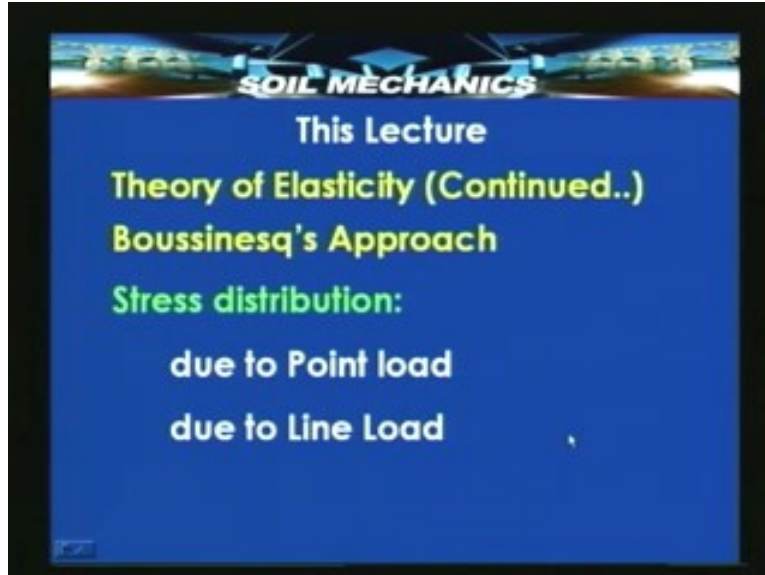 SOIL MECHANICS
This Lecture
Theory of Elasticity (Continued..)
Boussinesq's Approach
Stress distribution:
due to Point load
due to Line Load